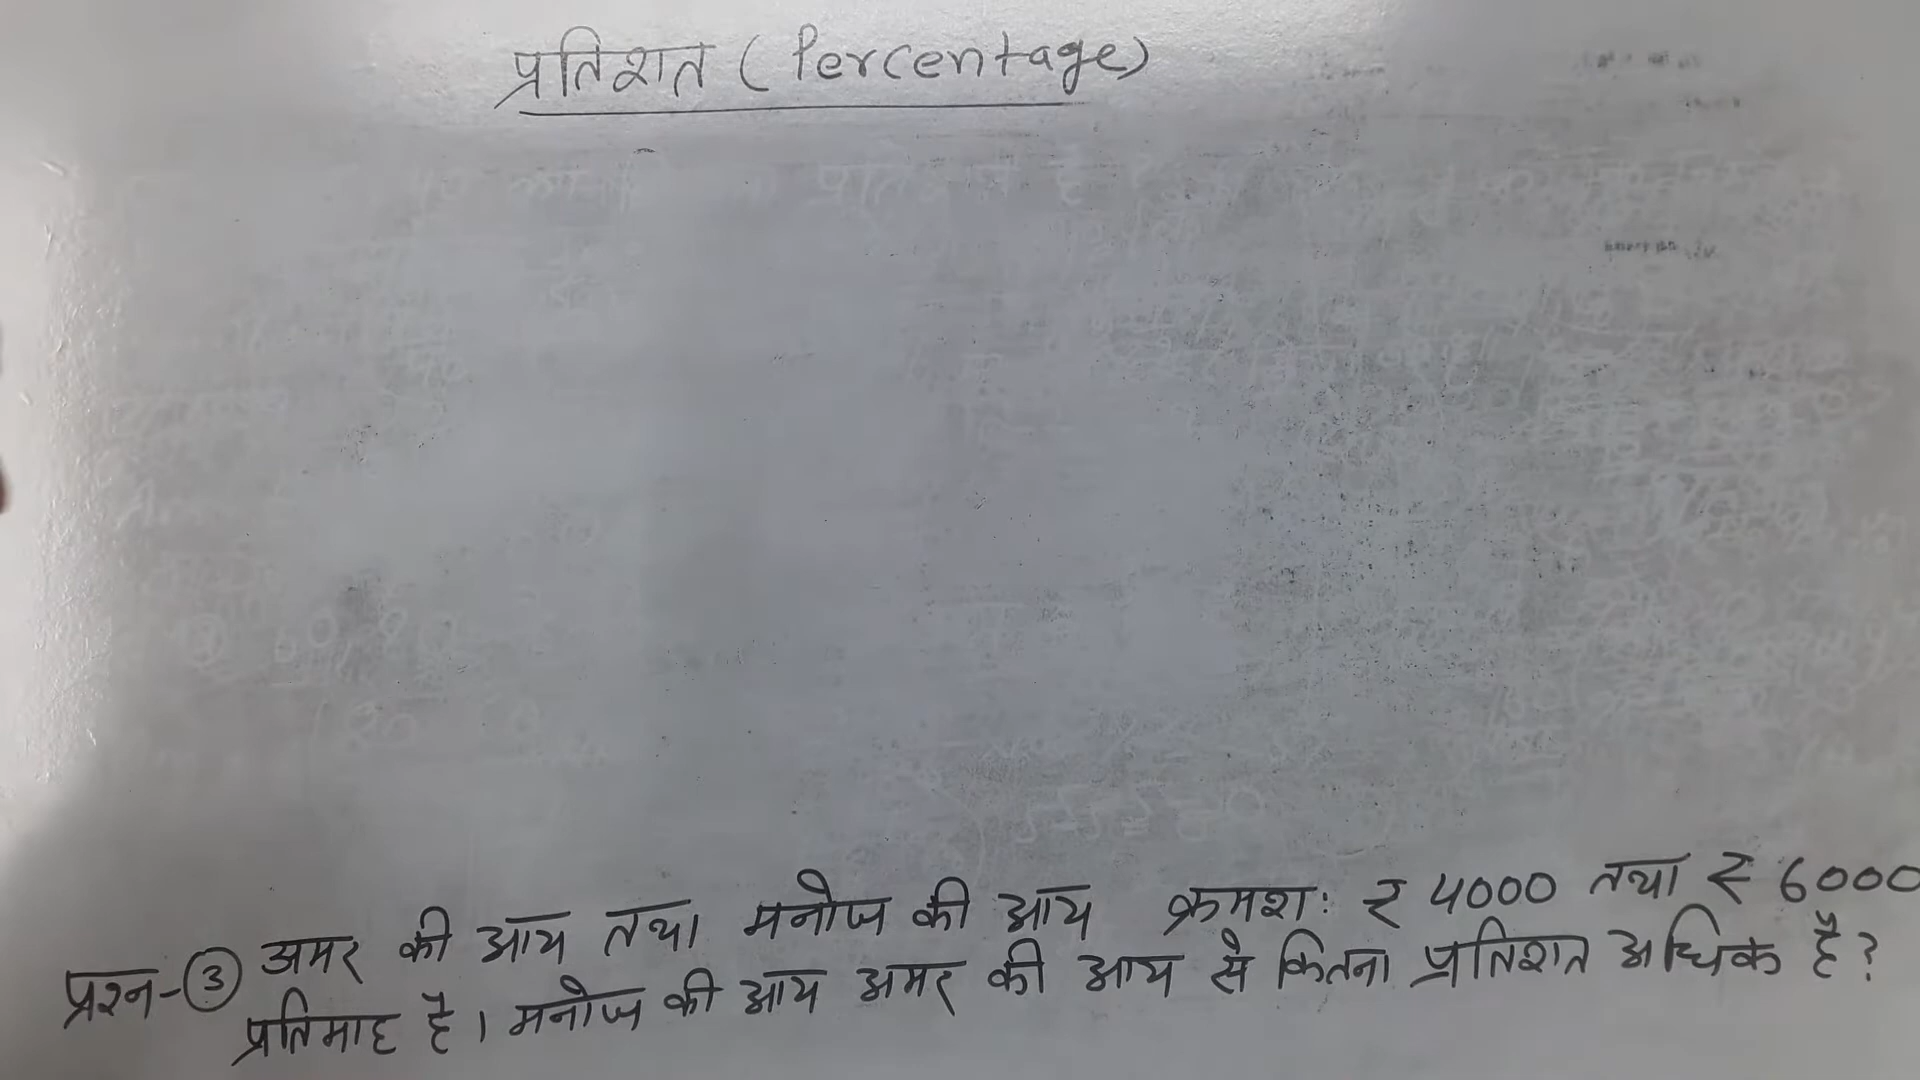 प्रतिशत (Percentage)
प्रश्न-③ अमर की आय तथा मनोज की आय क्रमशः ₹ 4000 तथा ₹ 6000
प्रतिमाह है। मनोज की आय अमर की आय से कितना प्रतिशत अधिक है?